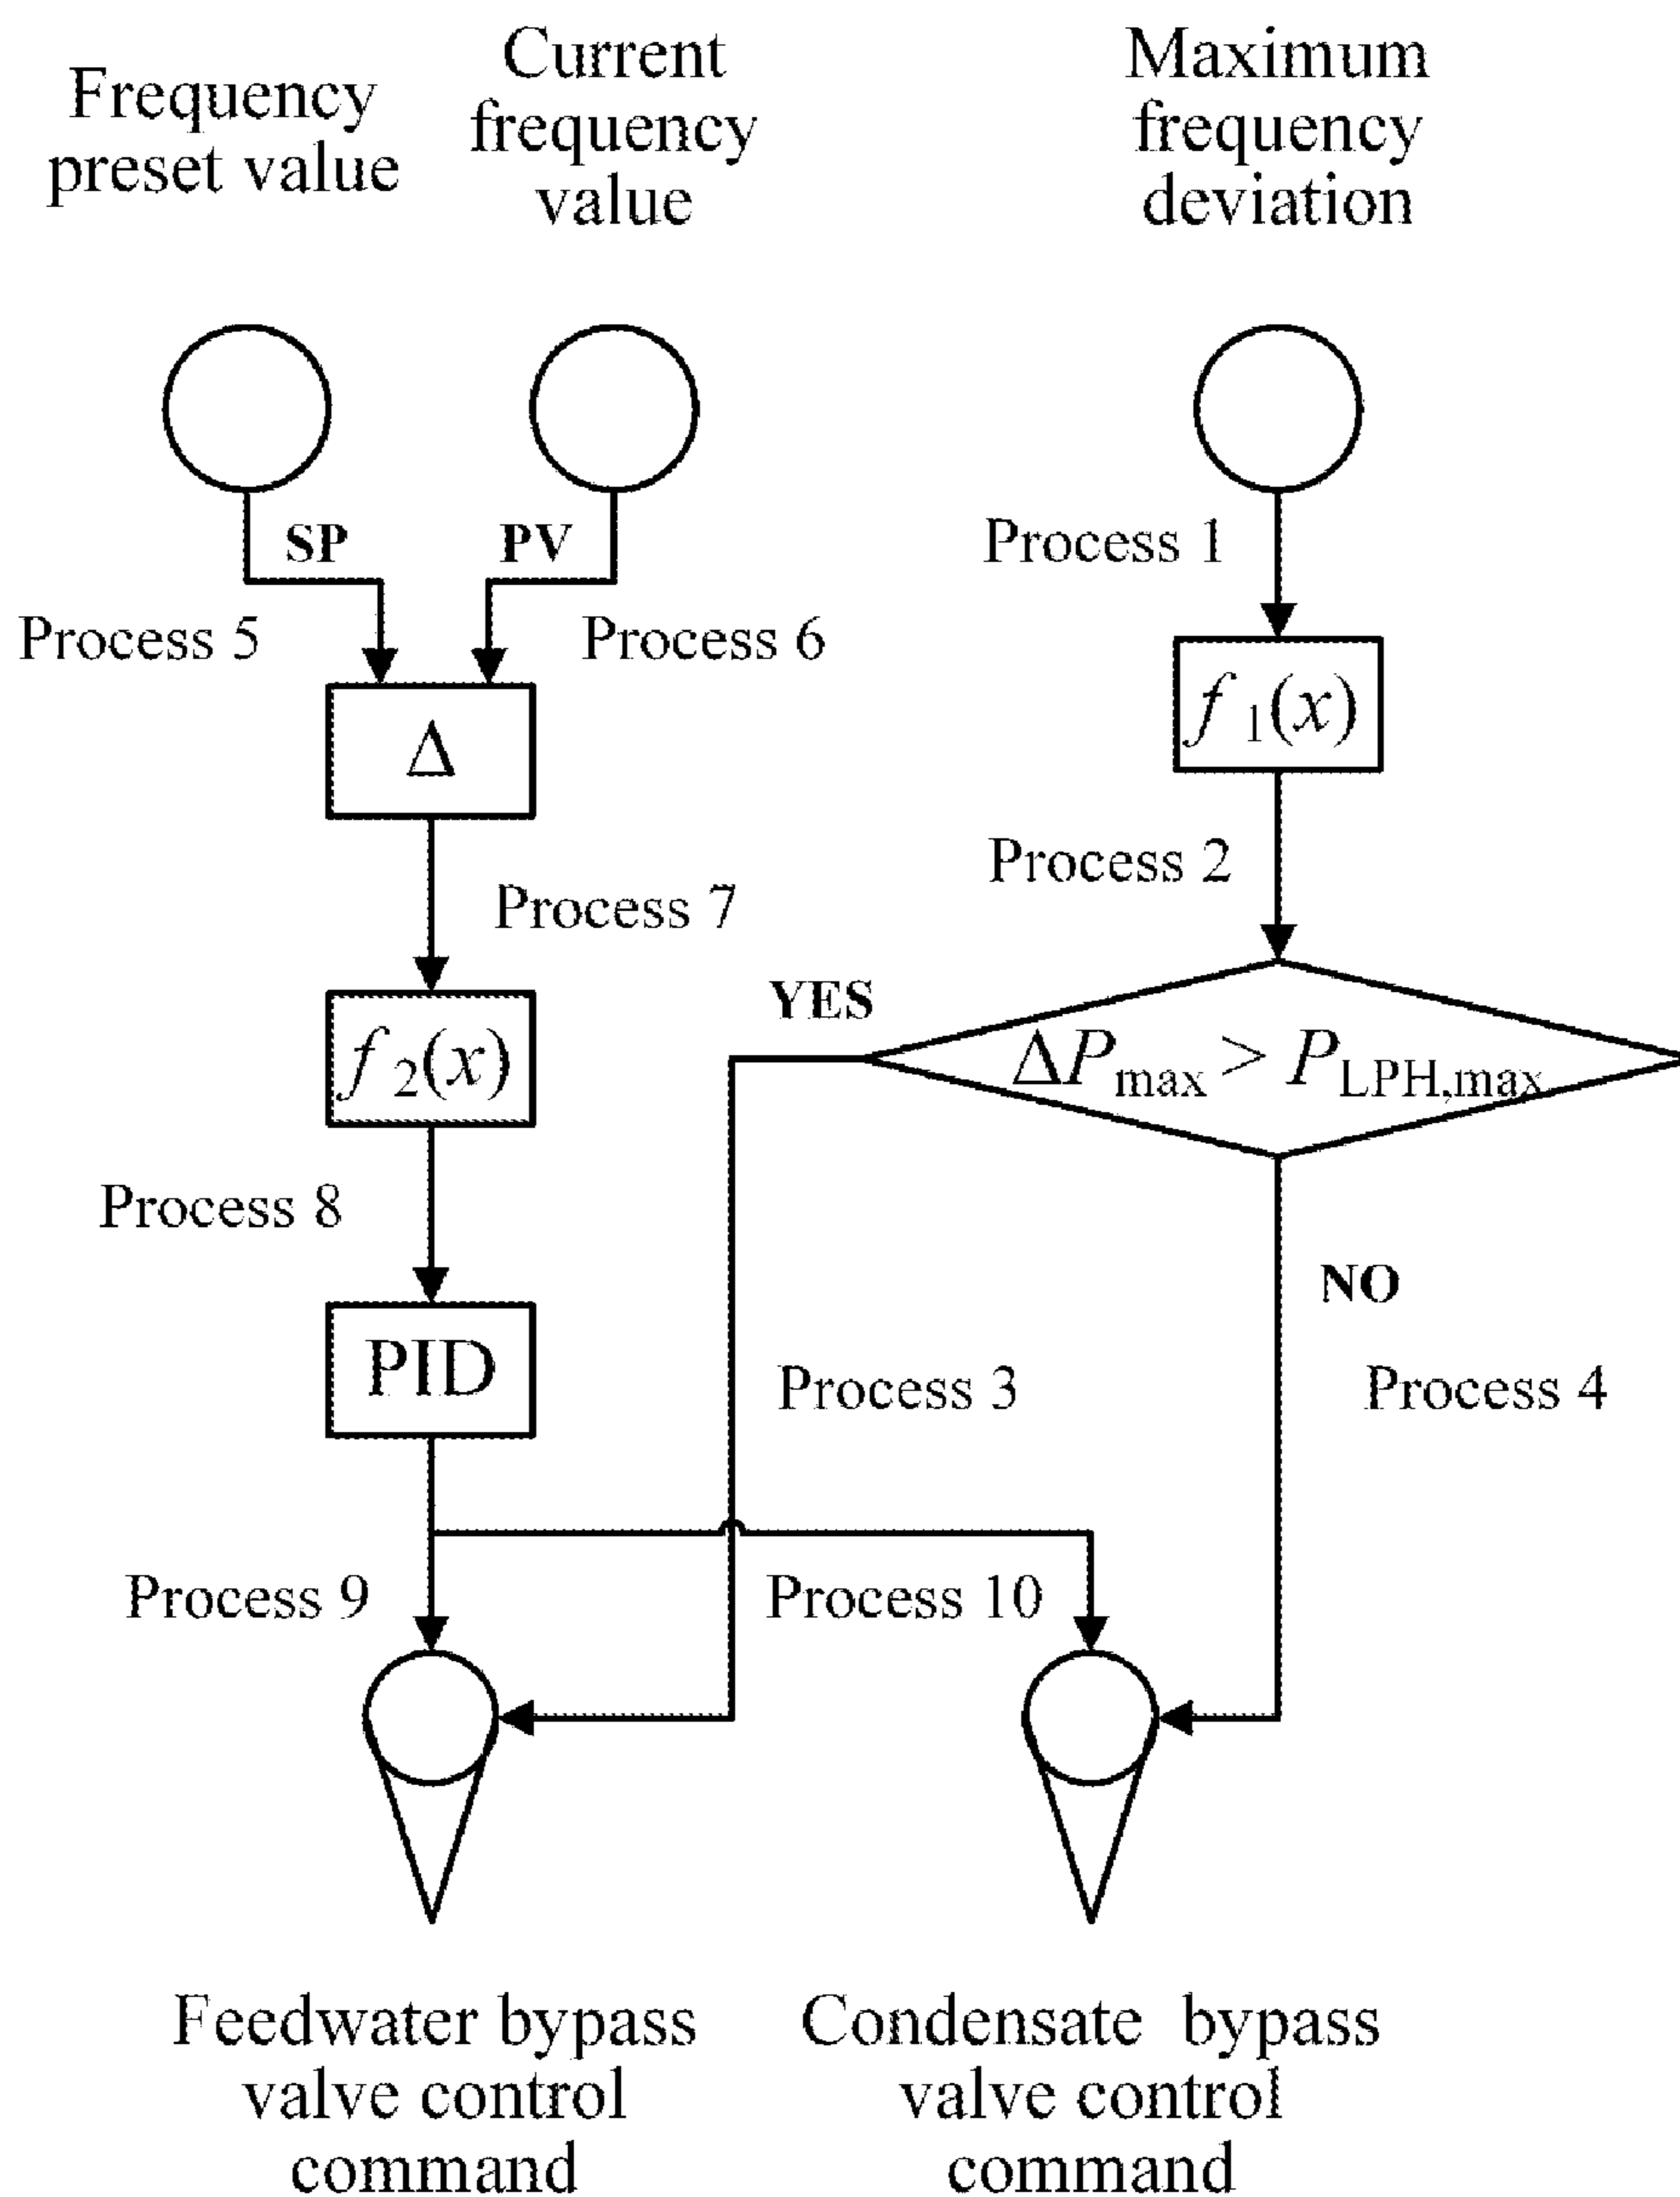 Frequency
preset value
Current
frequency
value
Maximum
frequency
deviation
SP
PV
Process 1
Process 5
Process 6
f 1(x)
Δ
Process 2
Process 7
YES
f 2(x)
ΔPmax > PLPH,max
Process 8
NO
PID
Process 3
Process 4
Process 9
Process 10
Feedwater bypass
valve control
command
Condensate bypass
valve control
command